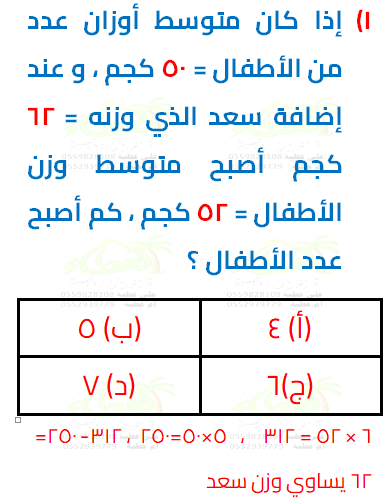 ١) إذا كان متوسط أوزان عدد
من الأطفال = ٥٠ كجم ، و عند
إضافة سعد الذي وزنه = ٦٢
كجم أصبح متوسط وزن
الأطفال = ٥٢ كجم ، كم أصبح
عدد الأطفال ؟
(أ) ٤
(ب) ٥
(ج) ٦
(د) ٧
٦ × ٥٢ = ٣١٢ ، ٥×٥٠=٢٥٠ ، ٣١٢-٢٥٠=
٦٢ يساوي وزن سعد